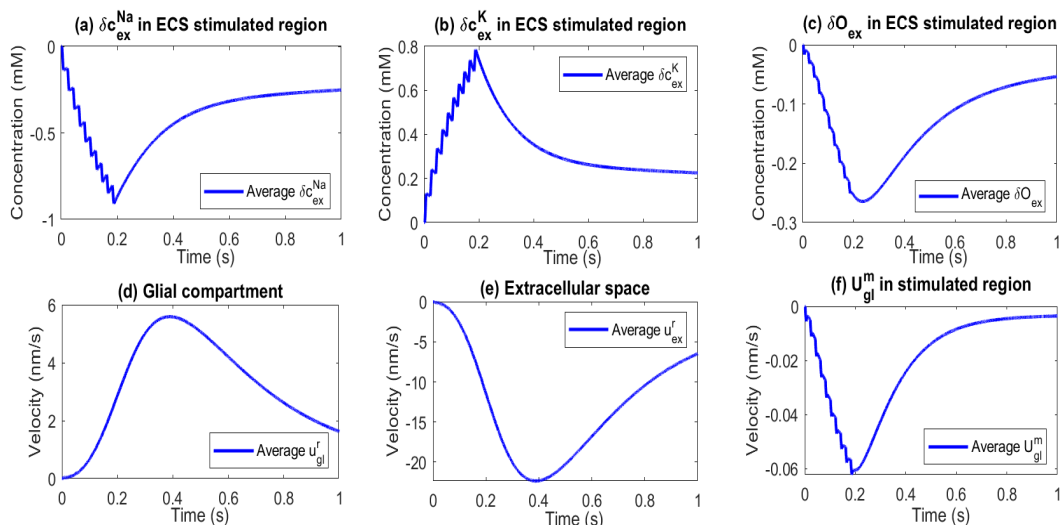 (a) δc_ex^Na in ECS stimulated region
Concentration (mM)
0
-0.5
-1
0 0.2 0.4 0.6 0.8 1
Time (s)
Average δc_ex^Na
(b) δc_ex^K in ECS stimulated region
Concentration (mM)
0.8
0.6
0.4
0.2
0
0 0.2 0.4 0.6 0.8 1
Time (s)
Average δc_ex^K
(c) δO_ex in ECS stimulated region
Concentration (mM)
0
-0.1
-0.2
-0.3
0 0.2 0.4 0.6 0.8 1
Time (s)
Average δO_ex
(d) Glial compartment
Velocity (nm/s)
6
4
2
0
0 0.2 0.4 0.6 0.8 1
Time (s)
Average u_gl^r
(e) Extracellular space
Velocity (nm/s)
0
-5
-10
-15
-20
0 0.2 0.4 0.6 0.8 1
Time (s)
Average u_ex^r
(f) U_gl^m in stimulated region
Velocity (nm/s)
0
-0.02
-0.04
-0.06
0 0.2 0.4 0.6 0.8 1
Time (s)
Average U_gl^m